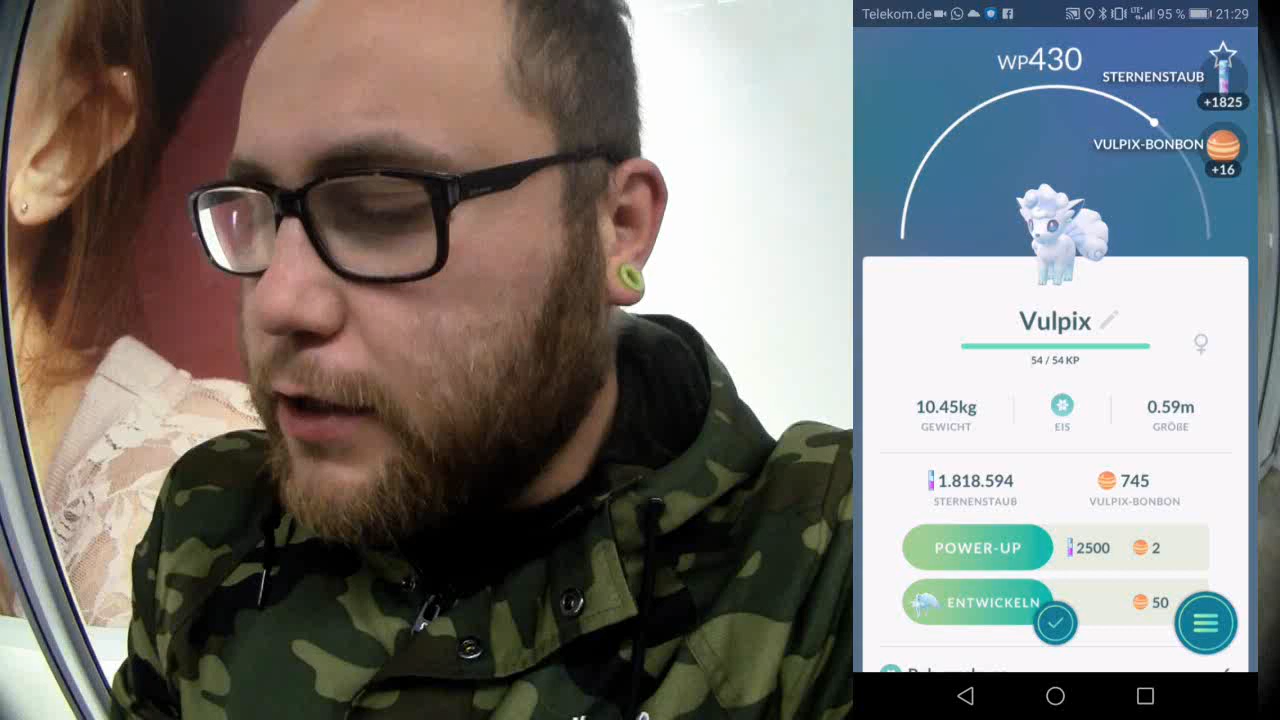 Telekom.de 95 % 21:29
WP430
STERNENSTAUB
+1825
VULPIX-BONBON
+16
Vulpix
54 / 54 KP
10.45kg
GEWICHT
EIS
0.59m
GRÖßE
1.818.594
STERNENSTAUB
745
VULPIX-BONBON
POWER-UP 2500 2
ENTWICKELN 50